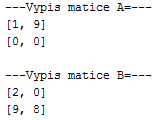 ---Vypis matice A=---
[1, 9]
[0, 0]
---Vypis matice B=---
[2, 0]
[9, 8]